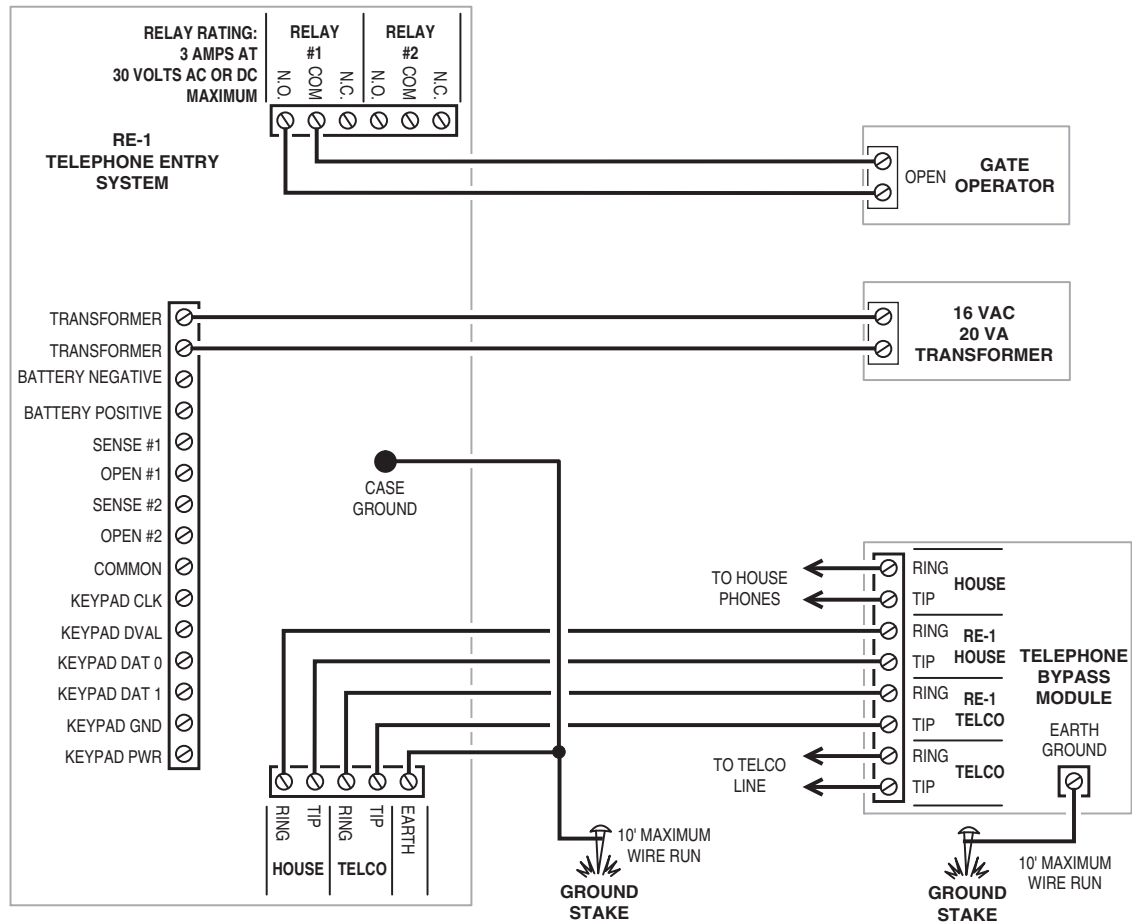 RELAY RATING:
3 AMPS AT
30 VOLTS AC OR DC
MAXIMUM
RELAY
#1
RELAY
#2
N.O.
COM
N.C.
N.O.
COM
N.C.
RE-1
TELEPHONE ENTRY
SYSTEM
OPEN
GATE
OPERATOR
TRANSFORMER
TRANSFORMER
BATTERY NEGATIVE
BATTERY POSITIVE
SENSE #1
OPEN #1
SENSE #2
OPEN #2
COMMON
KEYPAD CLK
KEYPAD DVAL
KEYPAD DAT 0
KEYPAD DAT 1
KEYPAD GND
KEYPAD PWR
16 VAC
20 VA
TRANSFORMER
CASE
GROUND
TO HOUSE
PHONES
RING
TIP
HOUSE
RING
TIP
RE-1
HOUSE
RING
TIP
RE-1
TELCO
RING
TIP
TELCO
TELEPHONE
BYPASS
MODULE
EARTH
GROUND
TO TELCO
LINE
RING
TIP
RING
TIP
EARTH
HOUSE
TELCO
10' MAXIMUM
WIRE RUN
GROUND
STAKE
10' MAXIMUM
WIRE RUN
GROUND
STAKE